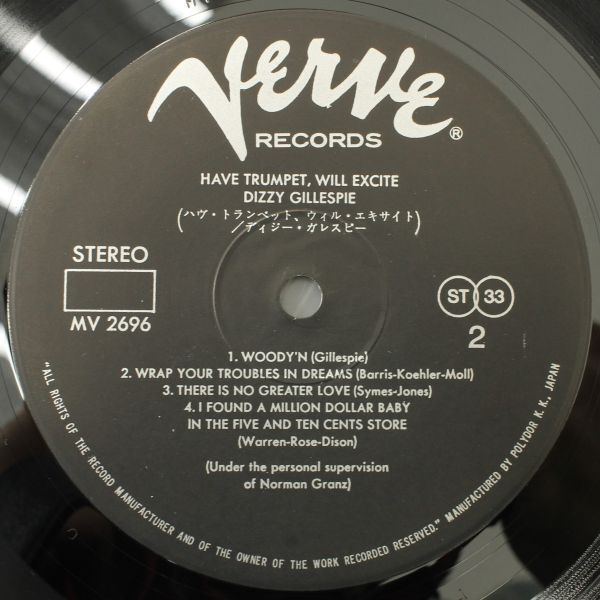 Verve ®
RECORDS
HAVE TRUMPET, WILL EXCITE
DIZZY GILLESPIE
(ハヴ・トランペット、ウィル・エキサイト
/ディジー・ガレスピー)
STEREO
MV 2696
ST 33
2
1. WOODY'N (Gillespie)
2. WRAP YOUR TROUBLES IN DREAMS (Barris-Koehler-Moll)
3. THERE IS NO GREATER LOVE (Symes-Jones)
4. I FOUND A MILLION DOLLAR BABY
IN THE FIVE AND TEN CENTS STORE
(Warren-Rose-Dison)
(Under the personal supervision
of Norman Granz)
"ALL RIGHTS OF THE RECORD MANUFACTURER AND OF THE OWNER OF THE WORK RECORDED RESERVED." MANUFACTURED BY POLYDOR K. K., JAPAN